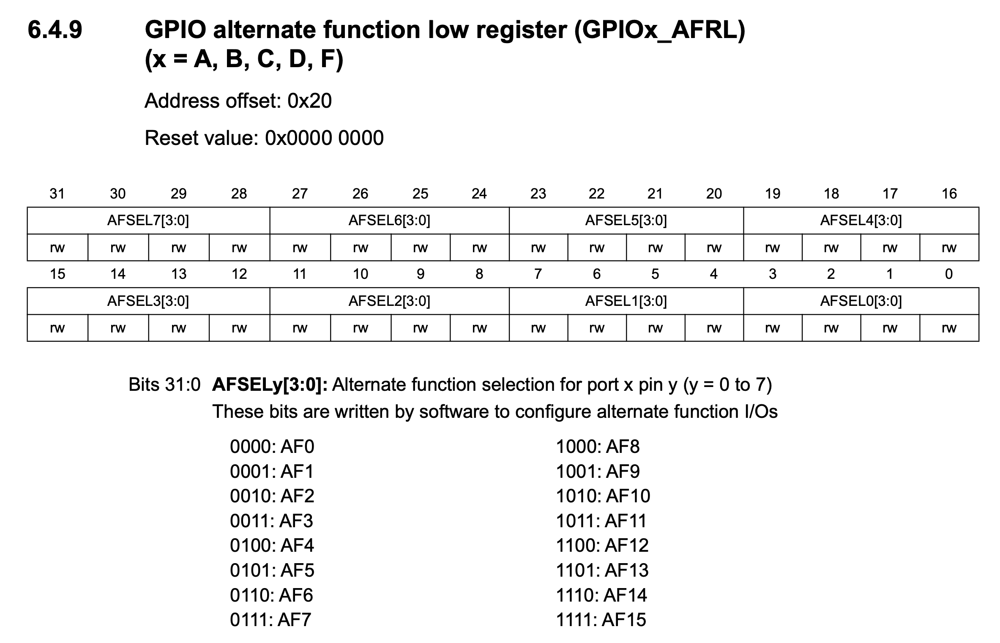 6.4.9 GPIO alternate function low register (GPIOx_AFRL)
(x = A, B, C, D, F)
Address offset: 0x20
Reset value: 0x0000 0000
31 30 29 28 27 26 25 24 23 22 21 20 19 18 17 16
AFSEL7[3:0] AFSEL6[3:0] AFSEL5[3:0] AFSEL4[3:0]
rw rw rw rw rw rw rw rw rw rw rw rw rw rw rw rw
15 14 13 12 11 10 9 8 7 6 5 4 3 2 1 0
AFSEL3[3:0] AFSEL2[3:0] AFSEL1[3:0] AFSEL0[3:0]
rw rw rw rw rw rw rw rw rw rw rw rw rw rw rw rw
Bits 31:0 AFSELy[3:0]: Alternate function selection for port x pin y (y = 0 to 7)
These bits are written by software to configure alternate function I/Os
0000: AF0 1000: AF8
0001: AF1 1001: AF9
0010: AF2 1010: AF10
0011: AF3 1011: AF11
0100: AF4 1100: AF12
0101: AF5 1101: AF13
0110: AF6 1110: AF14
0111: AF7 1111: AF15